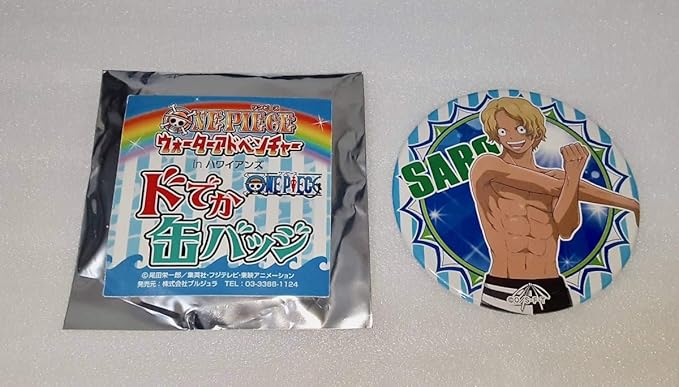 ワンピース
ONE PIECE
ウォーターアドベンチャー
in ハワイアンズ
ドでか
ONE PIECE
缶バッジ
©尾田栄一郎/集英社・フジテレビ・東映アニメーション
発売元:株式会社プルジュラ TEL:03-3388-1124
SABO